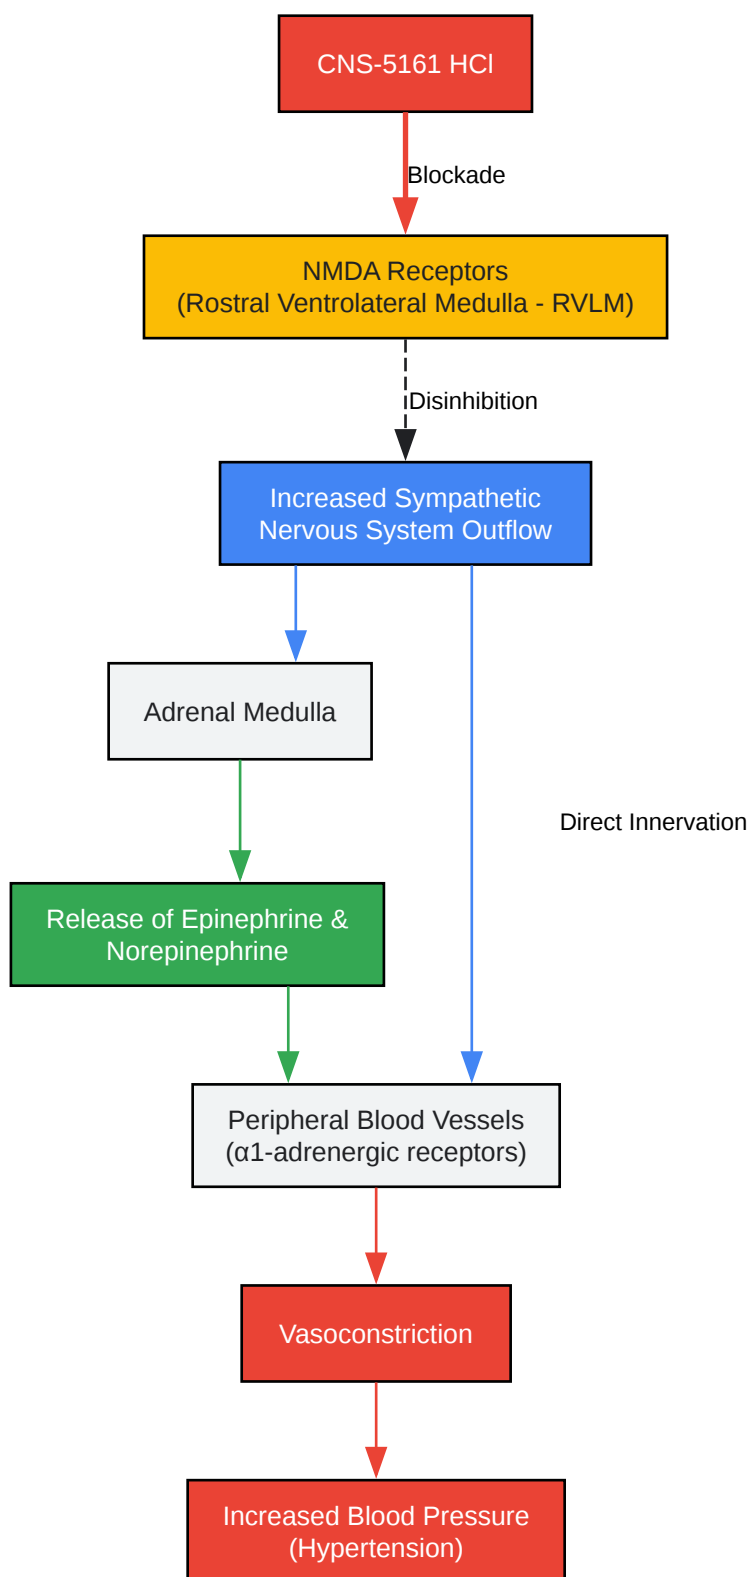 CNS-5161 HCl
Blockade
NMDA Receptors
(Rostral Ventrolateral Medulla - RVLM)
Disinhibition
Increased Sympathetic
Nervous System Outflow
Adrenal Medulla
Direct Innervation
Release of Epinephrine &
Norepinephrine
Peripheral Blood Vessels
(α1-adrenergic receptors)
Vasoconstriction
Increased Blood Pressure
(Hypertension)